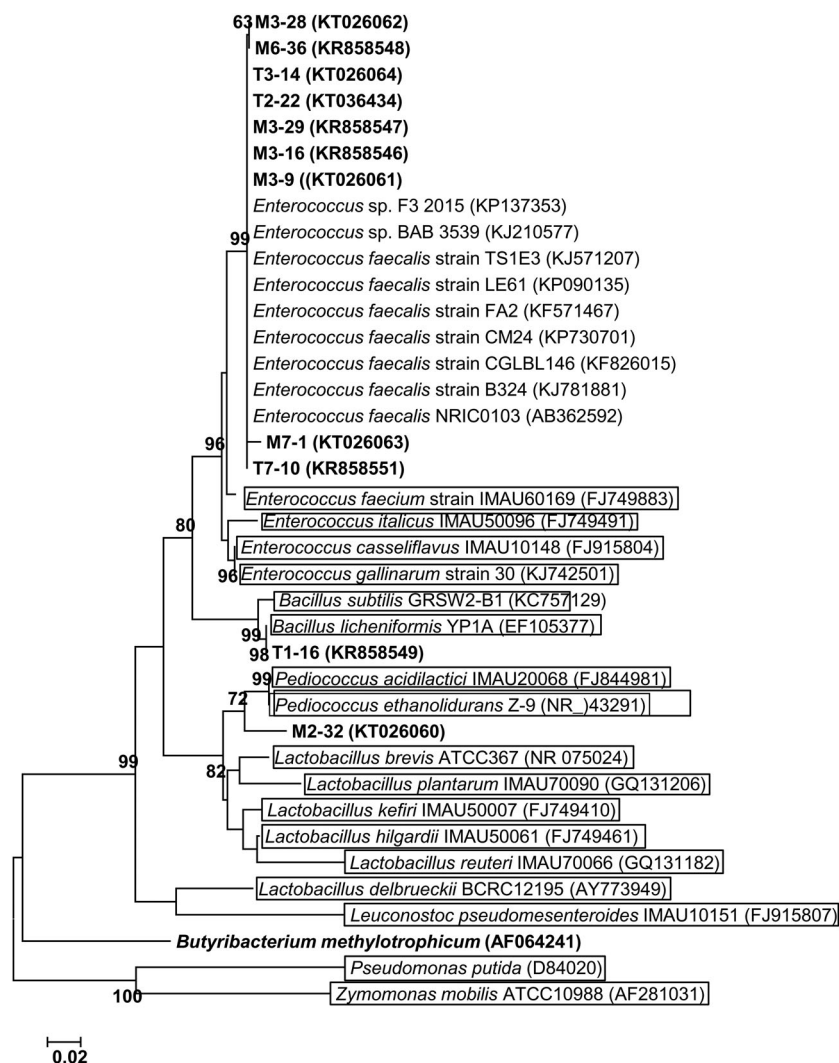 63 M3-28 (KT026062)
M6-36 (KR858548)
T3-14 (KT026064)
T2-22 (KT036434)
M3-29 (KR858547)
M3-16 (KR858546)
M3-9 ((KT026061)
Enterococcus sp. F3 2015 (KP137353)
Enterococcus sp. BAB 3539 (KJ210577)
99
Enterococcus faecalis strain TS1E3 (KJ571207)
Enterococcus faecalis strain LE61 (KP090135)
Enterococcus faecalis strain FA2 (KF571467)
Enterococcus faecalis strain CM24 (KP730701)
Enterococcus faecalis strain CGLBL146 (KF826015)
Enterococcus faecalis strain B324 (KJ781881)
Enterococcus faecalis NRIC0103 (AB362592)
96
M7-1 (KT026063)
T7-10 (KR858551)
Enterococcus faecium strain IMAU60169 (FJ749883)
80
Enterococcus italicus IMAU50096 (FJ749491)
Enterococcus casseliflavus IMAU10148 (FJ915804)
96
Enterococcus gallinarum strain 30 (KJ742501)
Bacillus subtilis GRSW2-B1 (KC757129)
Bacillus licheniformis YP1A (EF105377)
99
98
T1-16 (KR858549)
99
Pediococcus acidilactici IMAU20068 (FJ844981)
72
Pediococcus ethanolidurans Z-9 (NR_)43291)
M2-32 (KT026060)
Lactobacillus brevis ATCC367 (NR 075024)
99
82
Lactobacillus plantarum IMAU70090 (GQ131206)
Lactobacillus kefiri IMAU50007 (FJ749410)
Lactobacillus hilgardii IMAU50061 (FJ749461)
Lactobacillus reuteri IMAU70066 (GQ131182)
Lactobacillus delbrueckii BCRC12195 (AY773949)
Leuconostoc pseudomesenteroides IMAU10151 (FJ915807)
Butyribacterium methylotrophicum (AF064241)
Pseudomonas putida (D84020)
100
Zymomonas mobilis ATCC10988 (AF281031)
0.02